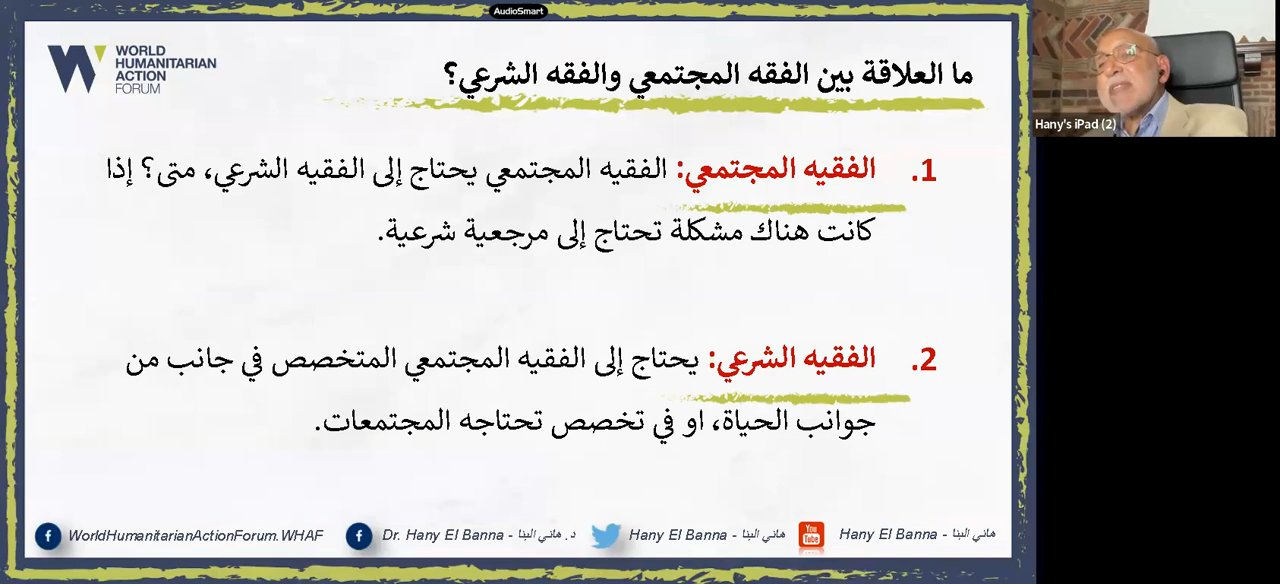 AudioSmart
WORLD
HUMANITARIAN
ACTION
FORUM
ما العلاقة بين الفقه المجتمعي والفقه الشرعي؟
Hany's iPad (2)
1. الفقيه المجتمعي: الفقيه المجتمعي يحتاج إلى الفقيه الشرعي، متى؟ إذا
كانت هناك مشكلة تحتاج إلى مرجعية شرعية.
2. الفقيه الشرعي: يحتاج إلى الفقيه المجتمعي المتخصص في جانب من
جوانب الحياة، او في تخصص تحتاجه المجتمعات.
WorldHumanitarianActionForum.WHAF
Dr. Hany El Banna - د. هاني البنا
Hany El Banna - هاني البنا
You Tube
Hany El Banna - هاني البنا